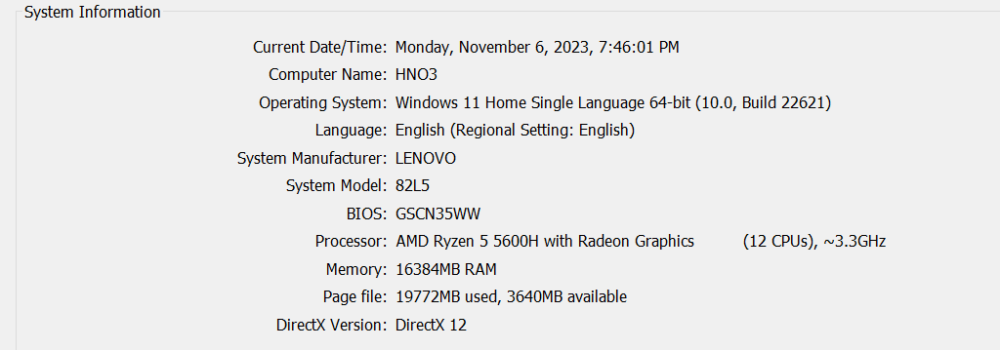 System Information
Current Date/Time: Monday, November 6, 2023, 7:46:01 PM
Computer Name: HNO3
Operating System: Windows 11 Home Single Language 64-bit (10.0, Build 22621)
Language: English (Regional Setting: English)
System Manufacturer: LENOVO
System Model: 82L5
BIOS: GSCN35WW
Processor: AMD Ryzen 5 5600H with Radeon Graphics (12 CPUs), ~3.3GHz
Memory: 16384MB RAM
Page file: 19772MB used, 3640MB available
DirectX Version: DirectX 12